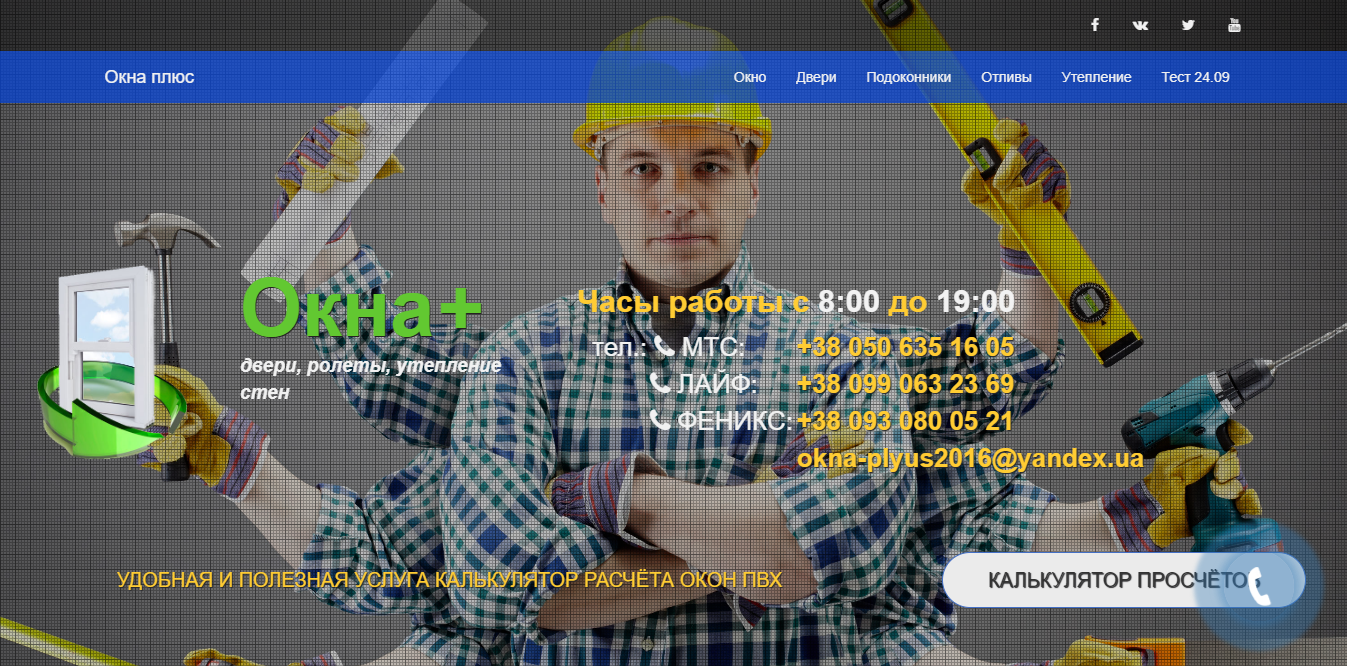 Окна плюс
Окно Двери Подоконники Отливы Утепление Тест 24.09
Окна+
двери, ролеты, утепление
стен
Часы работы с 8:00 до 19:00
тел.: МТС: +38 050 635 16 05
ЛАЙФ: +38 099 063 23 69
ФЕНИКС: +38 093 080 05 21
okna-plyus2016@yandex.ua
УДОБНАЯ И ПОЛЕЗНАЯ УСЛУГА КАЛЬКУЛЯТОР РАСЧЁТА ОКОН ПВХ
КАЛЬКУЛЯТОР ПРОСЧЁТОВ